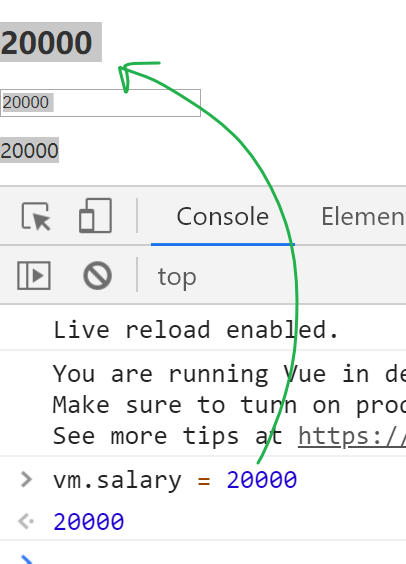 20000
20000
20000
Console Elemen
top
Live reload enabled.
You are running Vue in de
Make sure to turn on prod
See more tips at https://
> vm.salary = 20000
20000
>